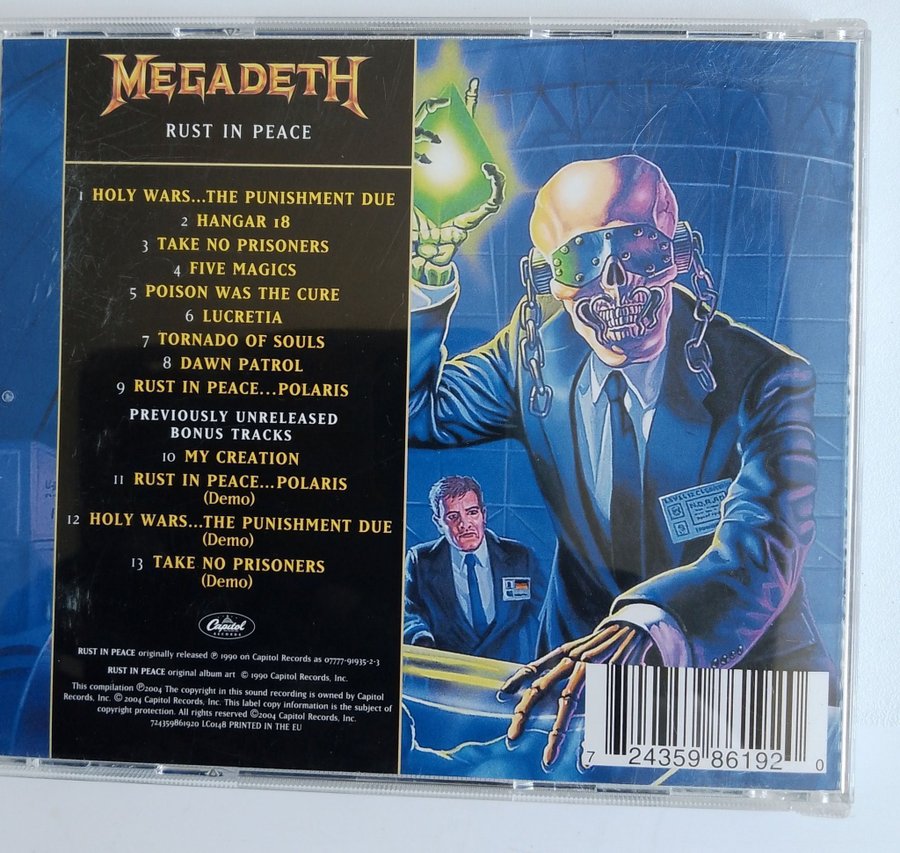 MEGADETH
RUST IN PEACE
1 HOLY WARS...THE PUNISHMENT DUE
2 HANGAR 18
3 TAKE NO PRISONERS
4 FIVE MAGICS
5 POISON WAS THE CURE
6 LUCRETIA
7 TORNADO OF SOULS
8 DAWN PATROL
9 RUST IN PEACE...POLARIS
PREVIOUSLY UNRELEASED
BONUS TRACKS
10 MY CREATION
11 RUST IN PEACE...POLARIS
(Demo)
12 HOLY WARS...THE PUNISHMENT DUE
(Demo)
13 TAKE NO PRISONERS
(Demo)
Capitol
RECORDS
RUST IN PEACE originally released ℗ 1990 on Capitol Records as 07777-91935-2-3
RUST IN PEACE original album art © 1990 Capitol Records, Inc.
This compilation ℗2004 The copyright in this sound recording is owned by Capitol
Records, Inc. © 2004 Capitol Records, Inc. This label copy information is the subject of
copyright protection. All rights reserved ©2004 Capitol Records, Inc.
724359861920 LC0148 PRINTED IN THE EU
N.O.R.A.D
7 24359 86192 0